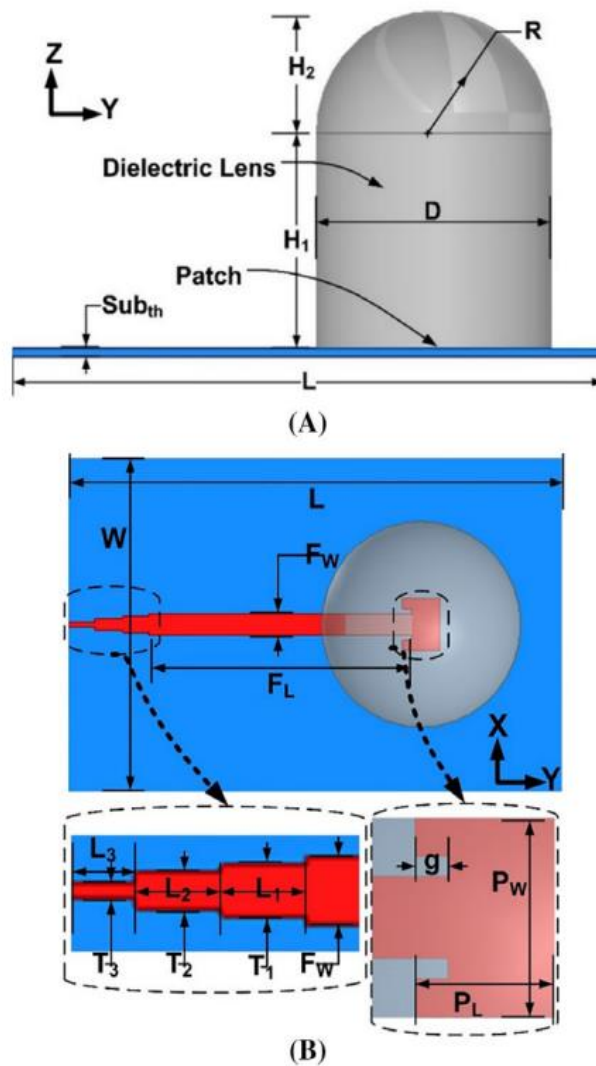 Z
Y
H2
R
Dielectric Lens
H1
D
Patch
Subth
L
(A)
L
W
FW
FL
X
Y
L3
L2
L1
g
PW
T3
T2
T1
FW
PL
(B)